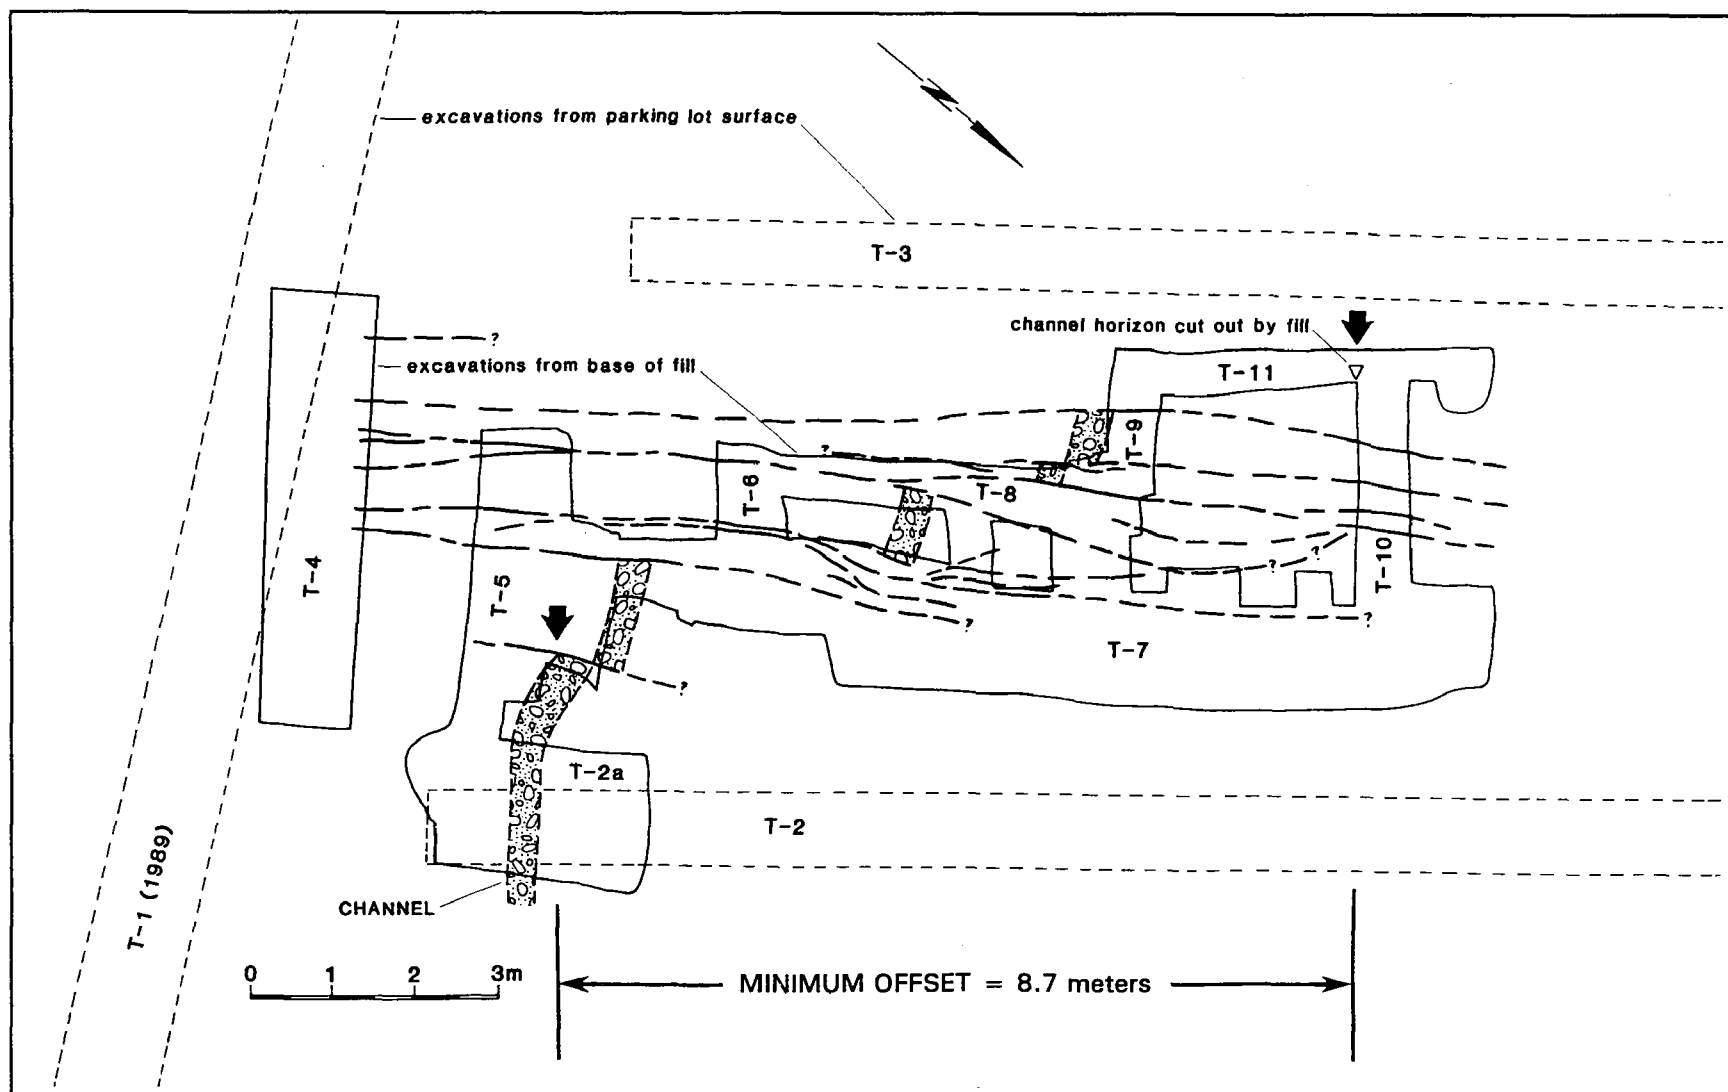 excavations from parking lot surface
T-3
channel horizon cut out by fill
?
excavations from base of fill
T-11
T-9
?
T-6
T-8
T-4
T-5
T-10
?
?
?
?
T-7
?
T-2a
T-2
T-1 (1989)
CHANNEL
0 1 2 3m
MINIMUM OFFSET = 8.7 meters